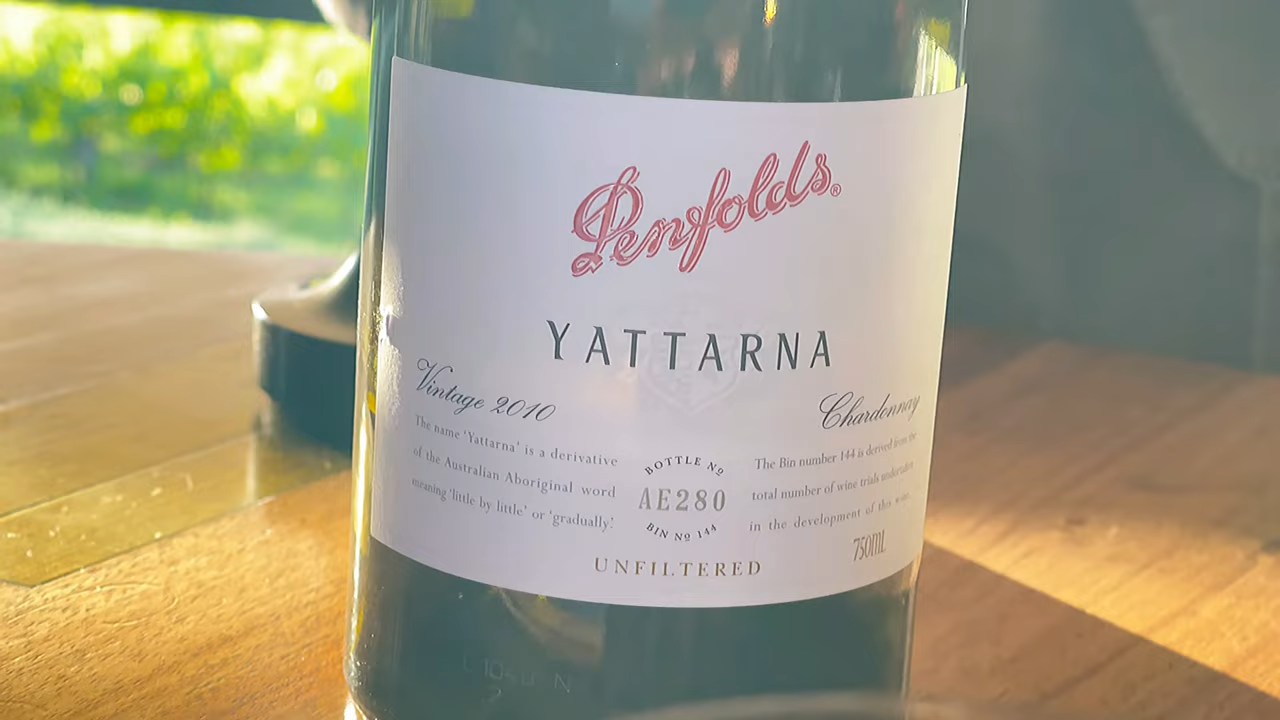 Penfolds®
YATTARNA
Vintage 2010
Chardonnay
The name 'Yattarna' is a derivative
of the Australian Aboriginal word
meaning 'little by little' or 'gradually.'
BOTTLE Nº
AE280
BIN Nº 144
The Bin number 144 is derived from the
total number of wine trials undertaken
in the development of this wine.
750ML
UNFILTERED